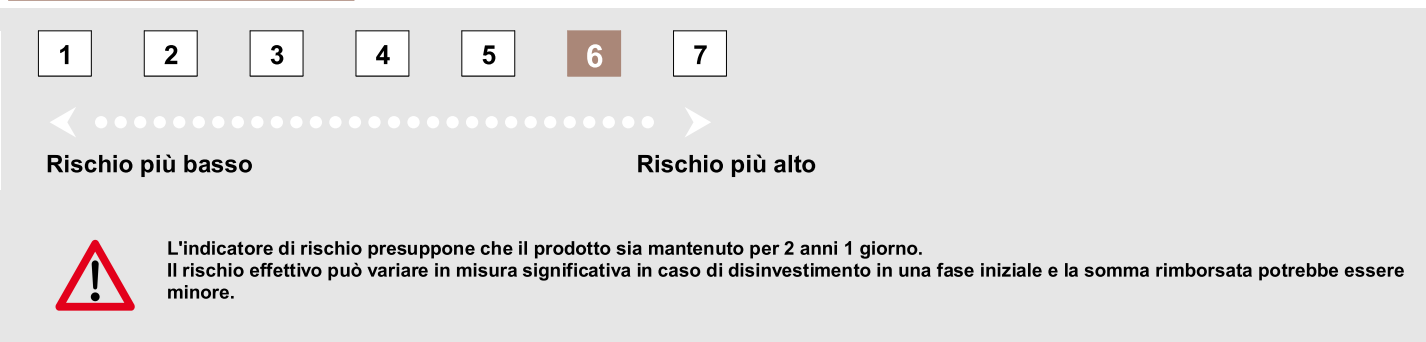 1 2 3 4 5 6 7
Rischio più basso Rischio più alto
L'indicatore di rischio presuppone che il prodotto sia mantenuto per 2 anni 1 giorno.
Il rischio effettivo può variare in misura significativa in caso di disinvestimento in una fase iniziale e la somma rimborsata potrebbe essere
minore.